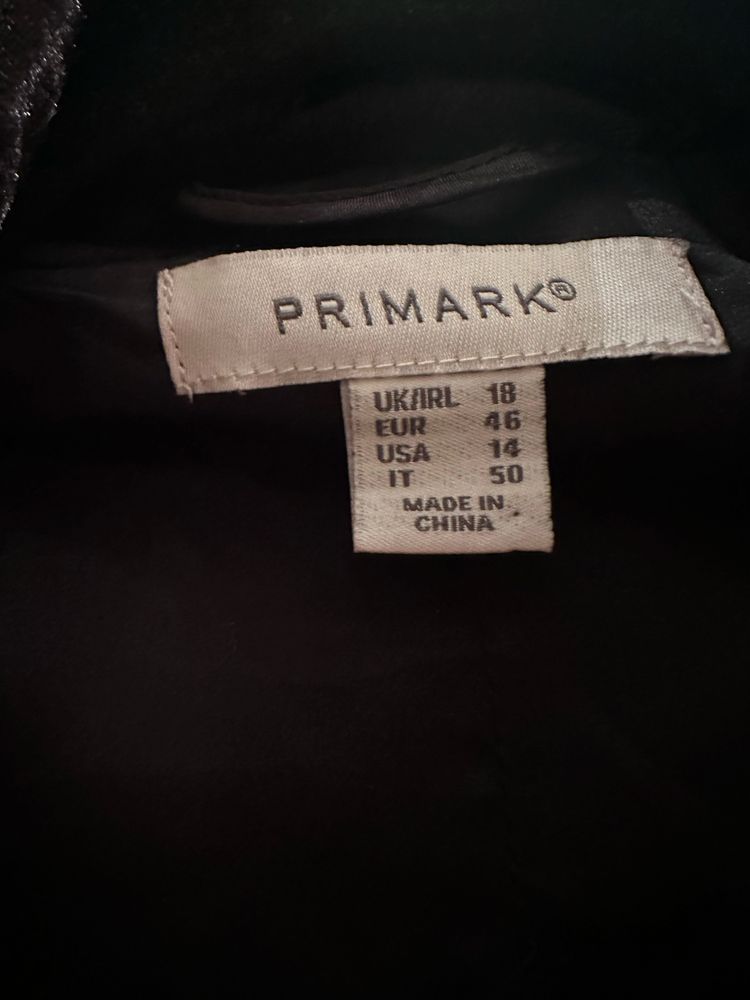 PRIMARK®
UK/IRL 18
EUR 46
USA 14
IT 50
MADE IN
CHINA